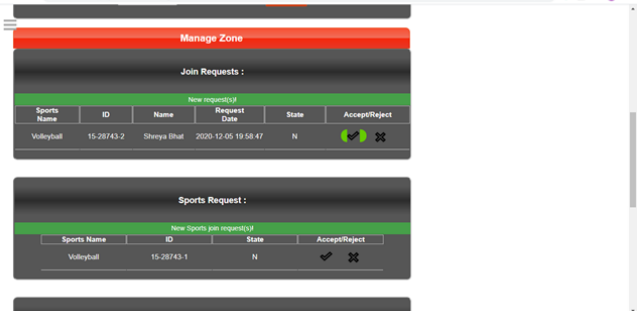 Manage Zone
Join Requests :
New request(s)!
Sports Name ID Name Request Date State Accept/Reject
Volleyball 15-28743-2 Shreya Bhat 2020-12-05 19:58:47 N
Sports Request :
New Sports join request(s)!
Sports Name ID State Accept/Reject
Volleyball 15-28743-1 N